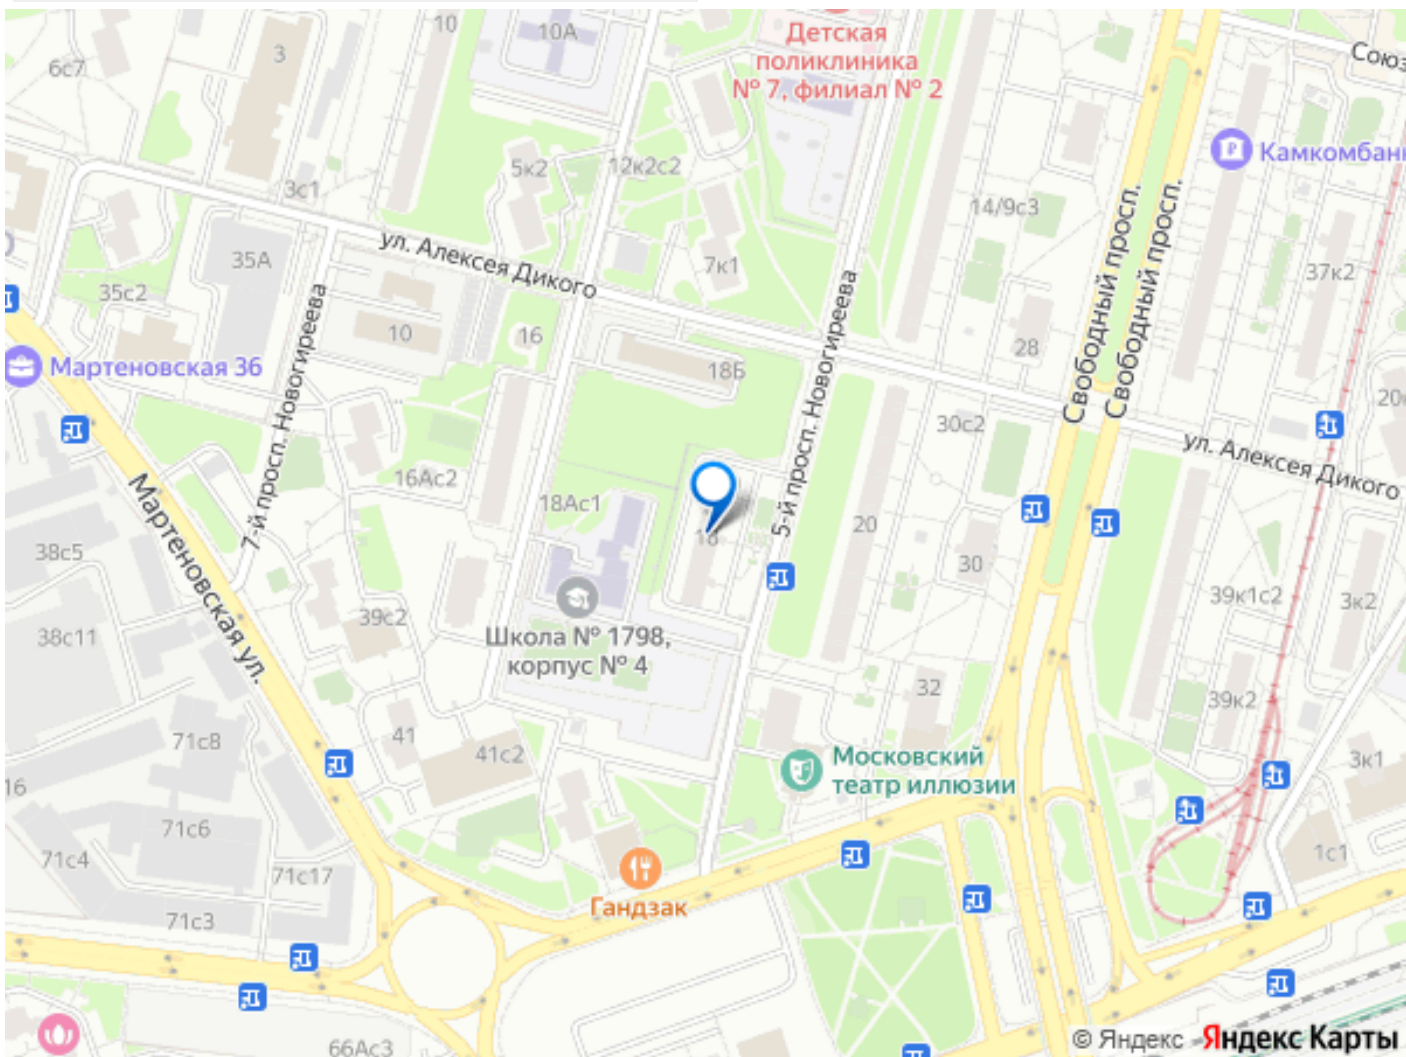 10
10А
3
6с7
Детская
поликлиника
№ 7, филиал № 2
Союз
Камкомбанк
5к2
12к2с2
3с1
14/9с3
Свободный просп.
Свободный просп.
ул. Алексея Дикого
35А
7к1
37к2
35с2
10
16
28
Мартеновская 36
7-й просп. Новогиреева
5-й просп. Новогиреева
18Б
30с2
ул. Алексея Дикого
16Ас2
18Ас1
20
18
38с5
30
39к1с2
3к2
Мартеновская ул.
39с2
38с11
Школа № 1798,
корпус № 4
32
39к2
71с8
41
41с2
Московский
театр иллюзии
3к1
16
71с6
71с4
71с17
1с1
71с3
Гандзак
66Ас3
© Яндекс Яндекс Карты